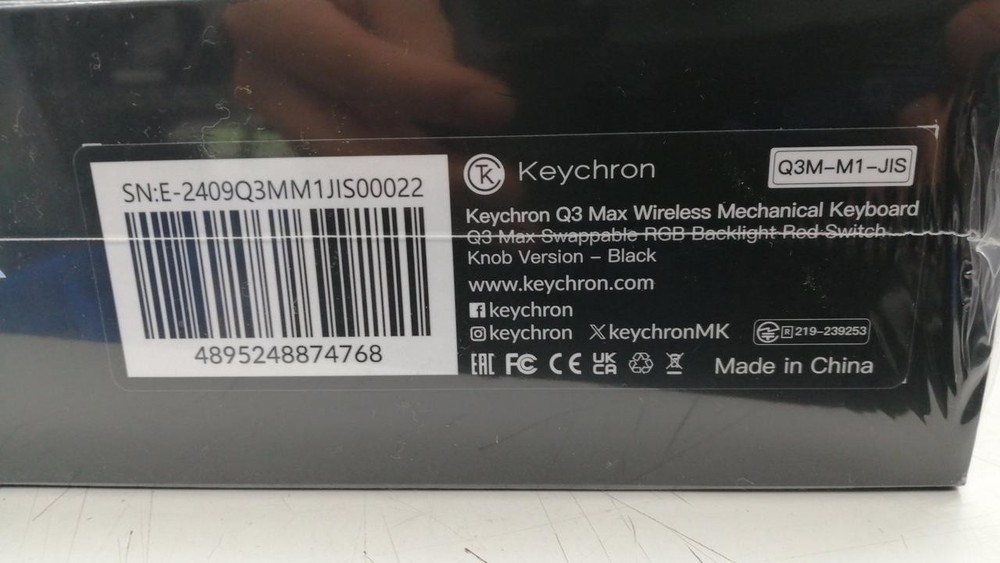 SN:E-2409Q3MM1JIS00022
4895248874768
Keychron
Q3M-M1-JIS
Keychron Q3 Max Wireless Mechanical Keyboard
Q3 Max Swappable RGB Backlight Red Switch
Knob Version - Black
www.keychron.com
keychron
keychron XkeychronMK
R 219-239253
EAC FC CE UK CA
Made in China